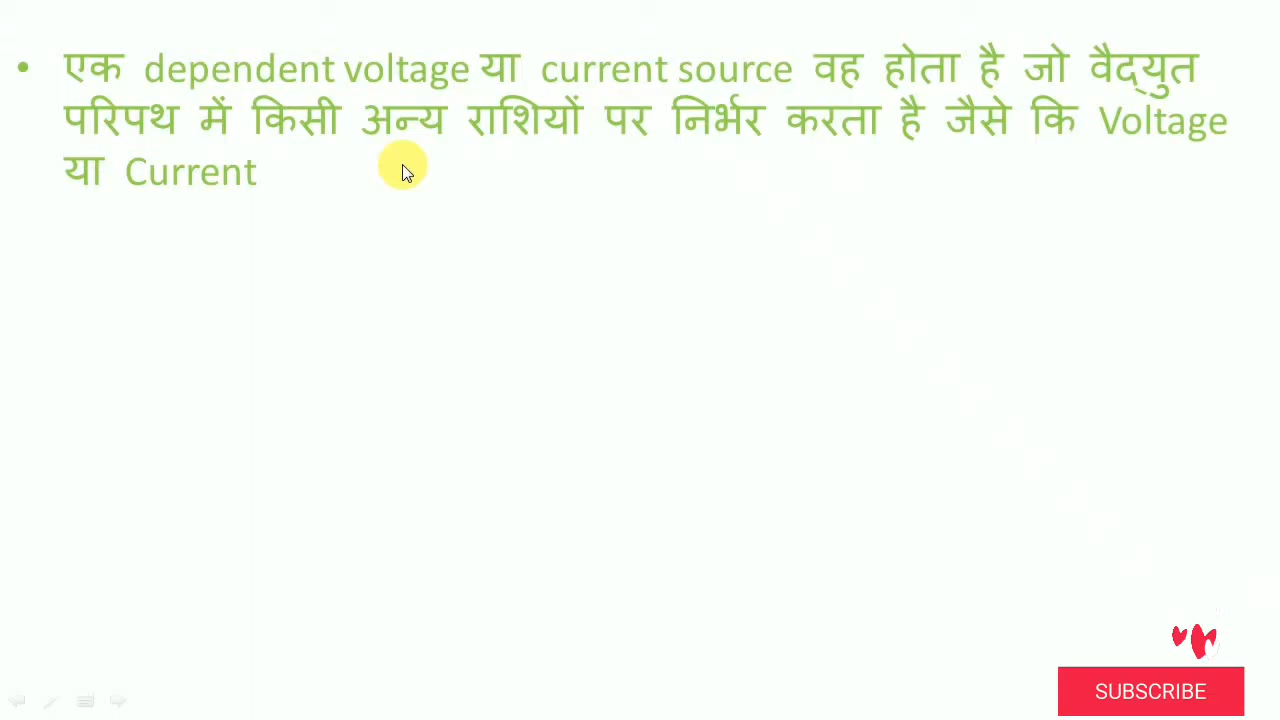 • एक dependent voltage या current source वह होता है जो वैद्युत
परिपथ में किसी अन्य राशियों पर निर्भर करता है जैसे कि Voltage
या Current
SUBSCRIBE